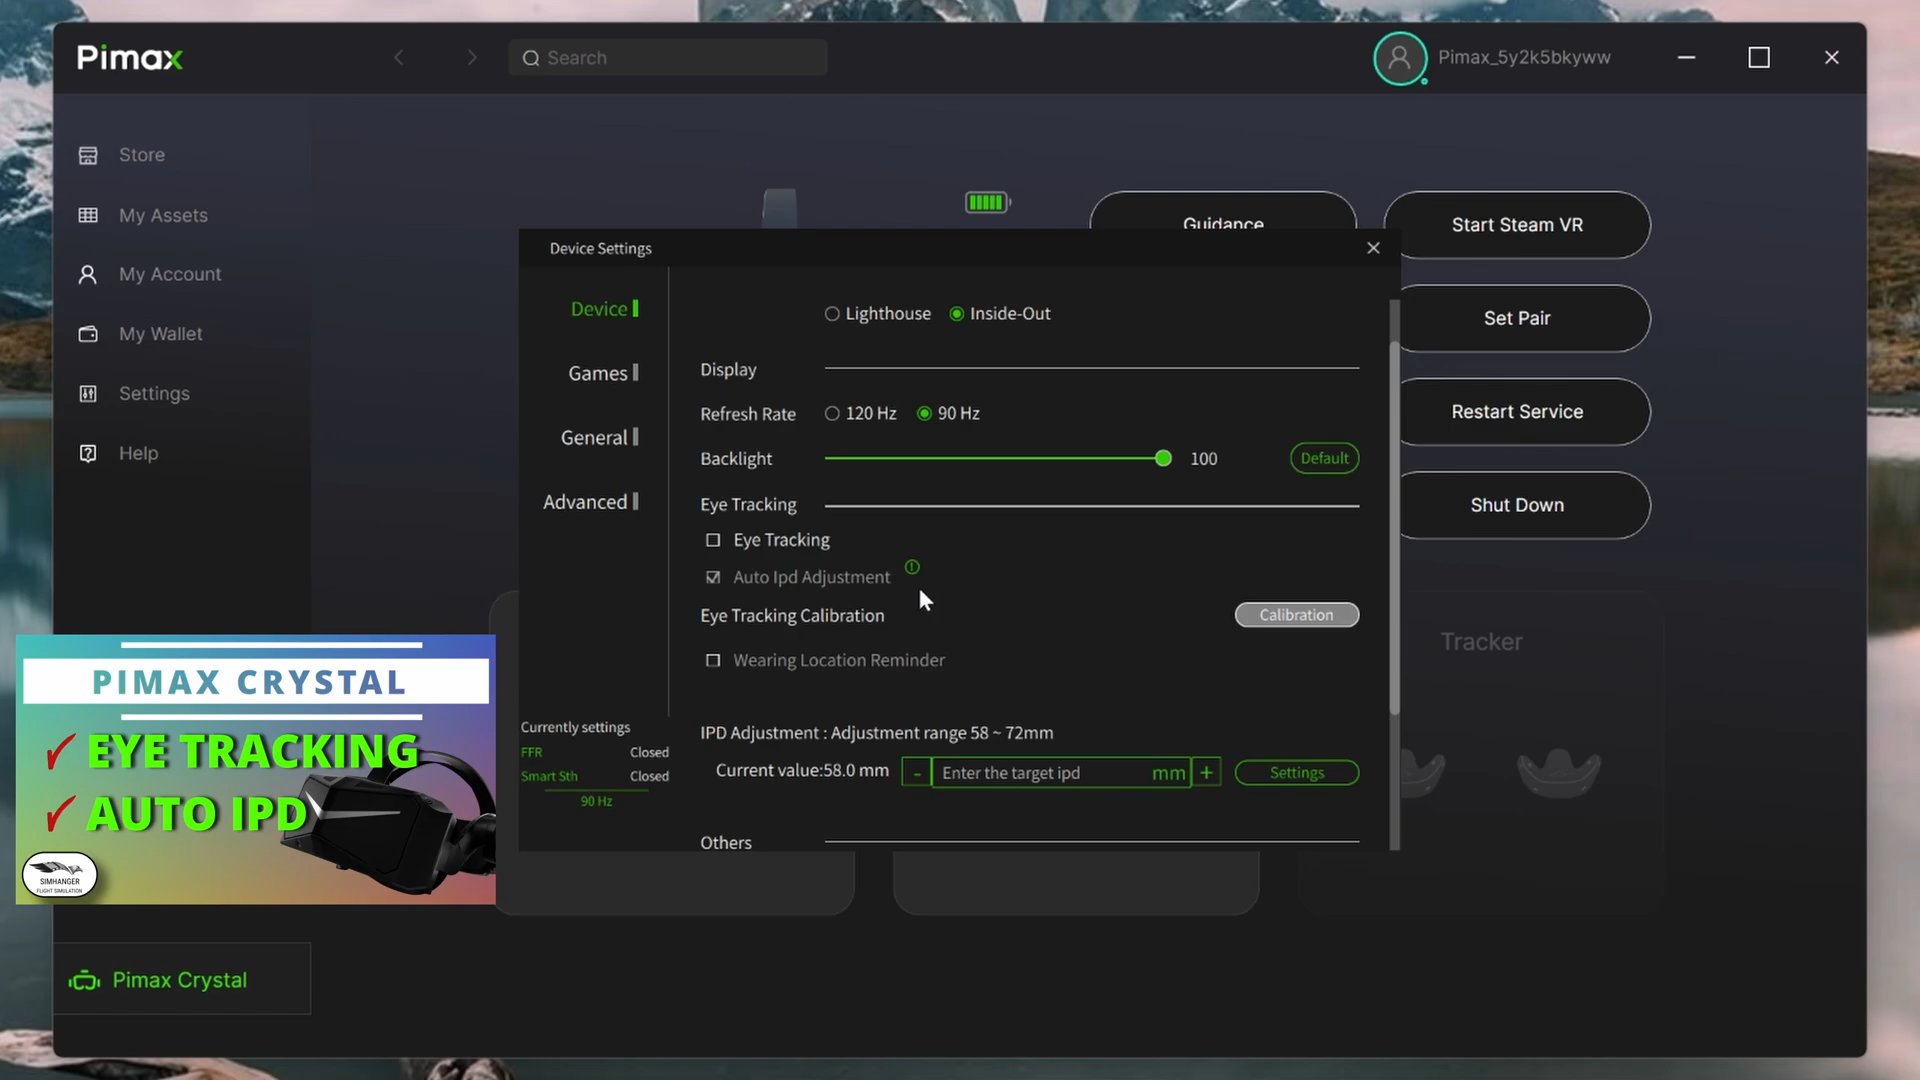 Pimax
Search
Pimax_5y2k5bkyww
Store
My Assets
My Account
My Wallet
Settings
Help
Guidance
Start Steam VR
Set Pair
Restart Service
Shut Down
Device Settings
Device
Games
General
Advanced
Lighthouse Inside-Out
Display
Refresh Rate 120 Hz 90 Hz
Backlight 100 Default
Eye Tracking
Eye Tracking
Auto Ipd Adjustment
Eye Tracking Calibration Calibration
Wearing Location Reminder
IPD Adjustment : Adjustment range 58 ~ 72mm
Current value:58.0 mm - Enter the target ipd mm + Settings
Others
Currently settings
FFR Closed
Smart Sth Closed
90 Hz
Tracker
PIMAX CRYSTAL
✓ EYE TRACKING
✓ AUTO IPD
SIMHANGER
FLIGHT SIMULATION
Pimax Crystal